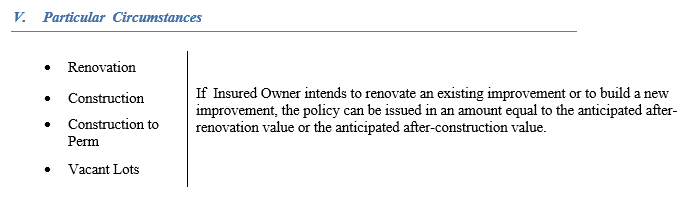 V. Particular Circumstances
• Renovation
• Construction
• Construction to
Perm
• Vacant Lots
If Insured Owner intends to renovate an existing improvement or to build a new
improvement, the policy can be issued in an amount equal to the anticipated after-
renovation value or the anticipated after-construction value.